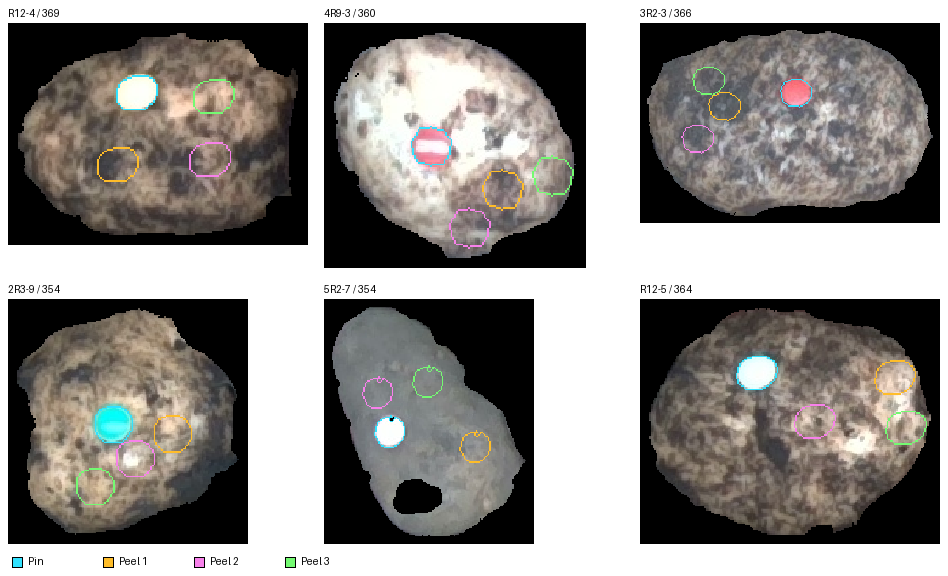 R12-4 / 369
4R9-3 / 360
3R2-3 / 366
2R3-9 / 354
5R2-7 / 354
R12-5 / 364
Pin
Peel 1
Peel 2
Peel 3